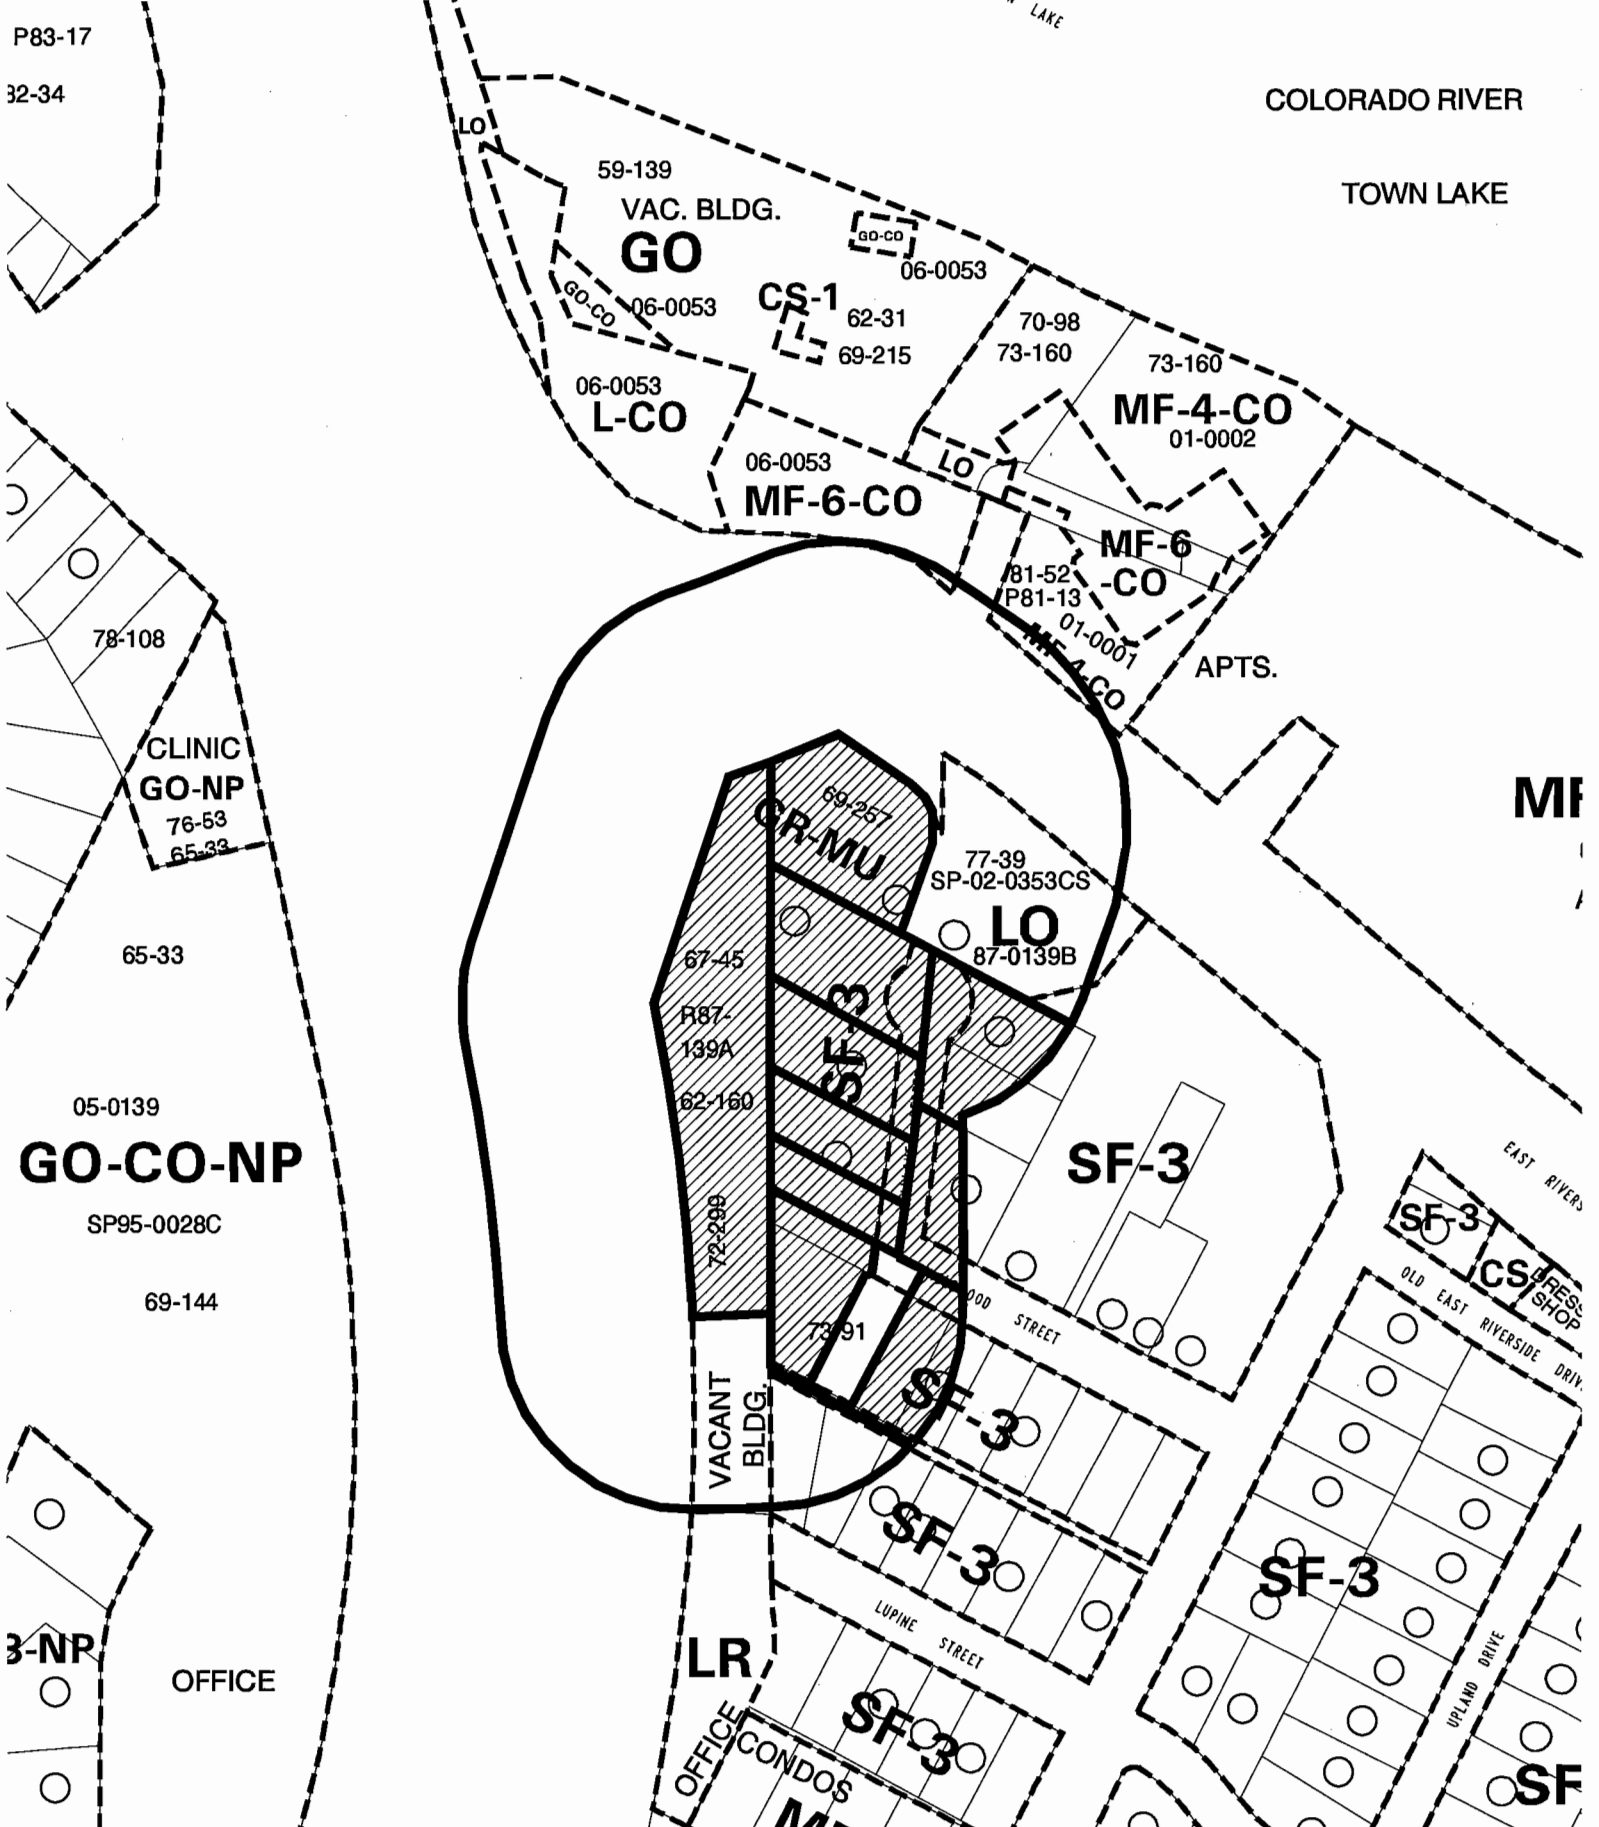 LAKE
P83-17
COLORADO RIVER
LO
59-139
TOWN LAKE
VAC. BLDG.
GO
GO-CO
06-0053
CS-1
GO-CO
06-0053
62-31
70-98
69-215
73-160
73-160
06-0053
L-CO
MF-4-CO
01-0002
06-0053
LO
MF-6-CO
MF-6
-CO
81-52
P81-13
01-0001
MF-4-CO
78-108
APTS.
CLINIC
GO-NP
76-53
65-33
69-257
GR-MU
77-39
SP-02-0353CS
LO
87-0139B
65-33
67-45
R87-
139A
SF-3
62-160
05-0139
GO-CO-NP
SP95-0028C
69-144
72-299
SF-3
EAST
SF-3
CS
DRESS
SHOP
OLD EAST RIVERSIDE
STREET
73-91
VACANT
BLDG.
SF-3
SF-3
SF-3
LUPINE STREET
UPLAND DRIVE
LR
OFFICE
SF-3
OFFICE
CONDOS